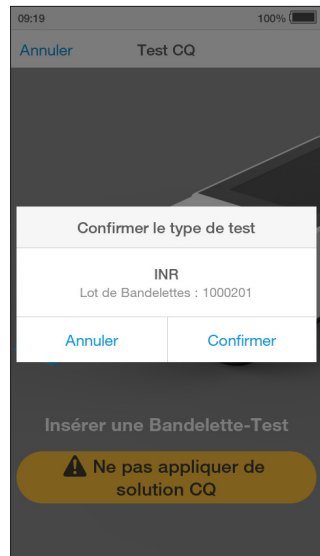 09:19 100%
Annuler Test CQ
Confirmer le type de test
INR
Lot de Bandelettes : 1000201
Annuler Confirmer
Insérer une Bandelette-Test
Ne pas appliquer de
solution CQ